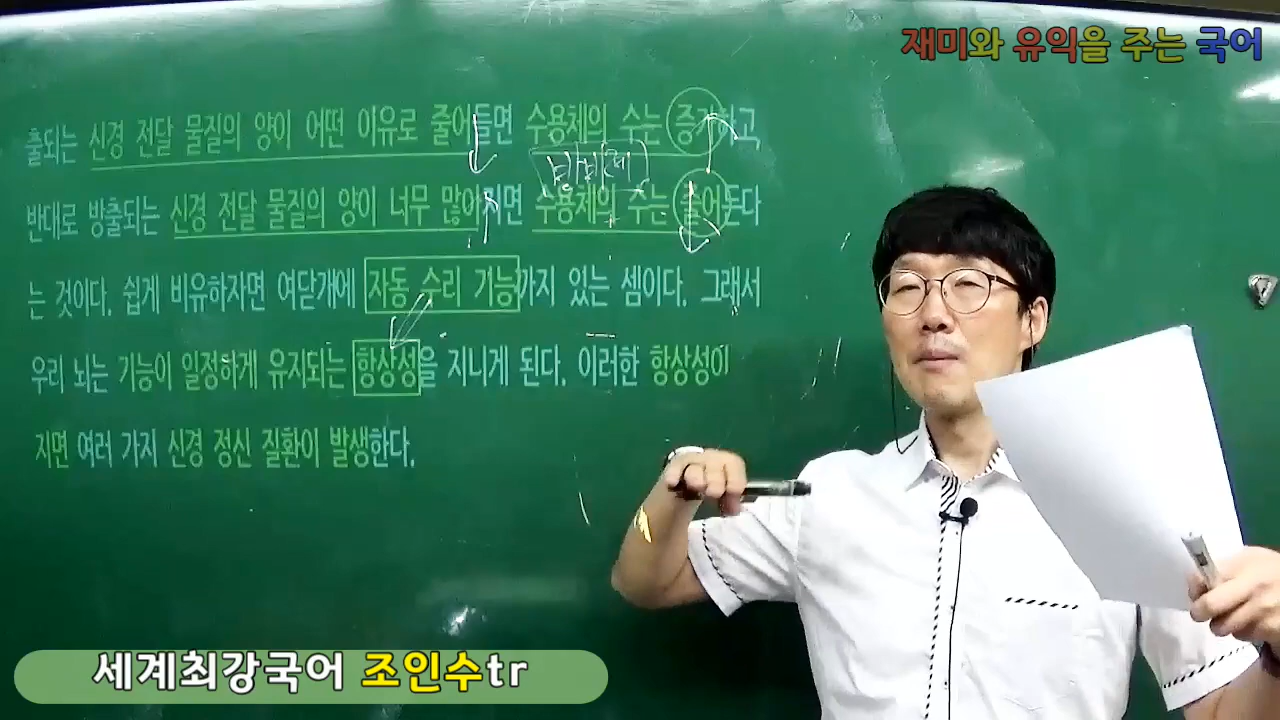 재미와 유익을 주는 국어
출되는 신경 전달 물질의 양이 어떤 이유로 줄어들면 수용체의 수는 증가하고
반비례
반대로 방출되는 신경 전달 물질의 양이 너무 많아지면 수용체의 수는 줄어든다
는 것이다. 쉽게 비유하자면 여닫개에 자동 수리 기능까지 있는 셈이다. 그래서
우리 뇌는 기능이 일정하게 유지되는 항상성을 지니게 된다. 이러한 항상성이
지면 여러 가지 신경 정신 질환이 발생한다.
세계최강국어 조인수tr